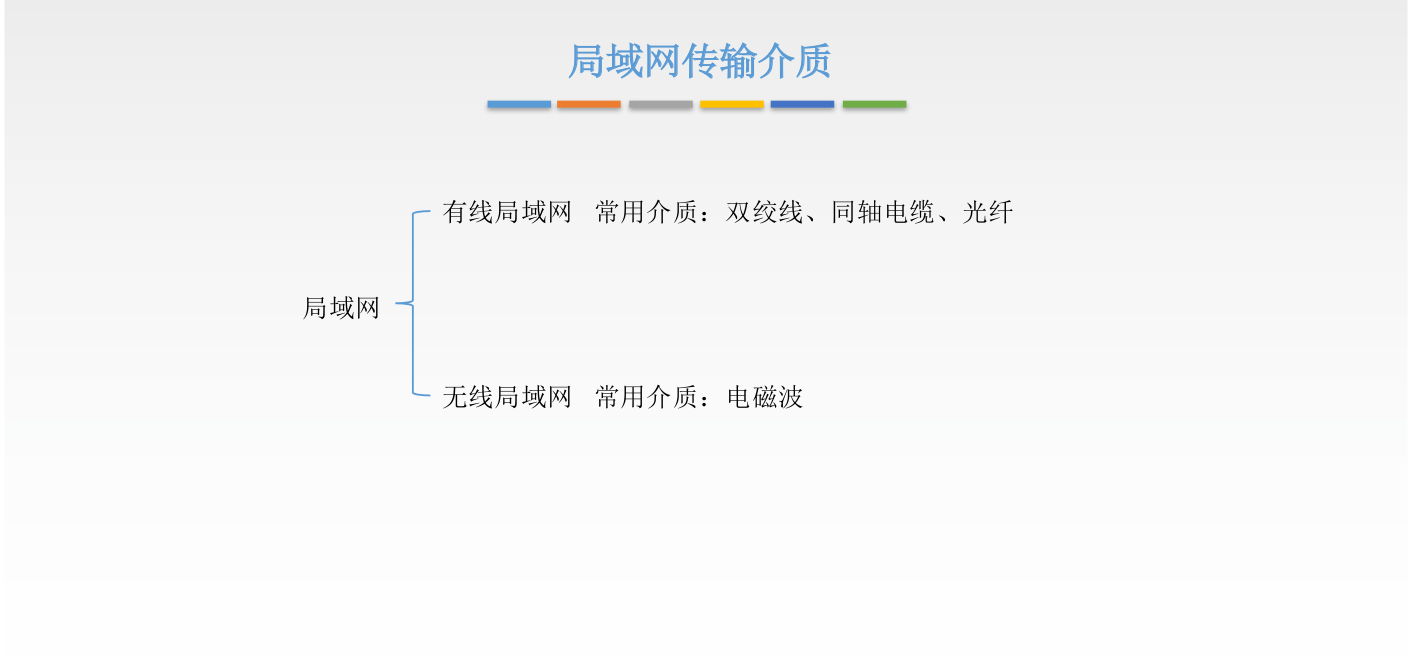 局域网传输介质
有线局域网 常用介质：双绞线、同轴电缆、光纤
局域网
无线局域网 常用介质：电磁波